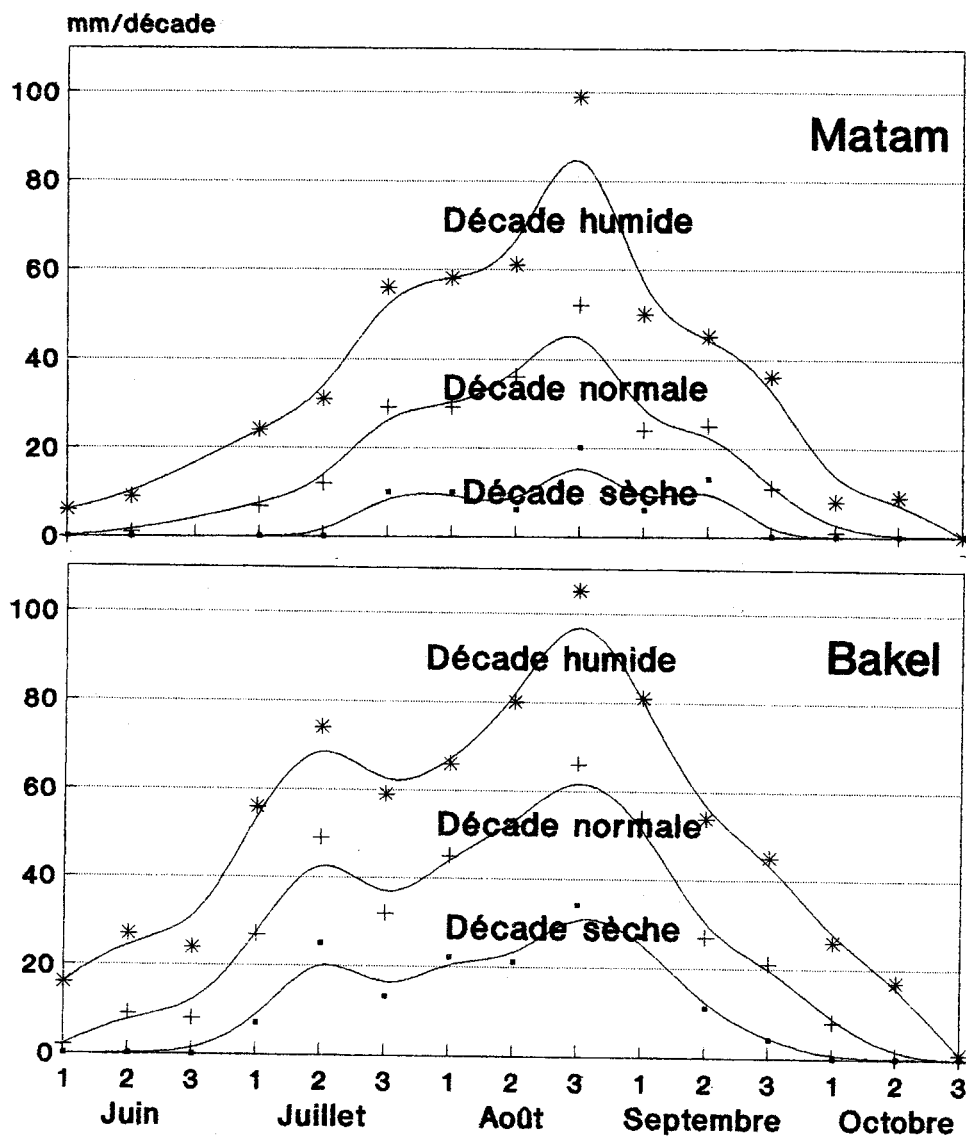 mm/décade
100
Matam
80
Décade humide
60
40
Décade normale
20
Décade sèche
0
100
Décade humide
Bakel
80
60
Décade normale
40
Décade sèche
20
0
1 2 3 1 2 3 1 2 3 1 2 3 1 2 3
Juin Juillet Août Septembre Octobre